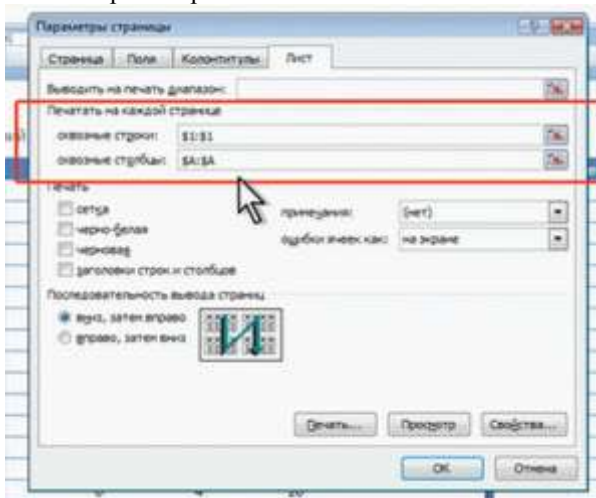 Параметры страницы
Страница Поля Колонтитулы Лист
Выводить на печать диапазон:
Печатать на каждой странице
сквозные строки: $1:$1
сквозные столбцы: $A:$A
Печать
сетка
черно-белая
черновая
заголовки строк и столбцов
примечания: (нет)
ошибки ячеек как: на экране
Последовательность вывода страниц
вниз, затем вправо
вправо, затем вниз
Печать... Просмотр Свойства...
OK Отмена